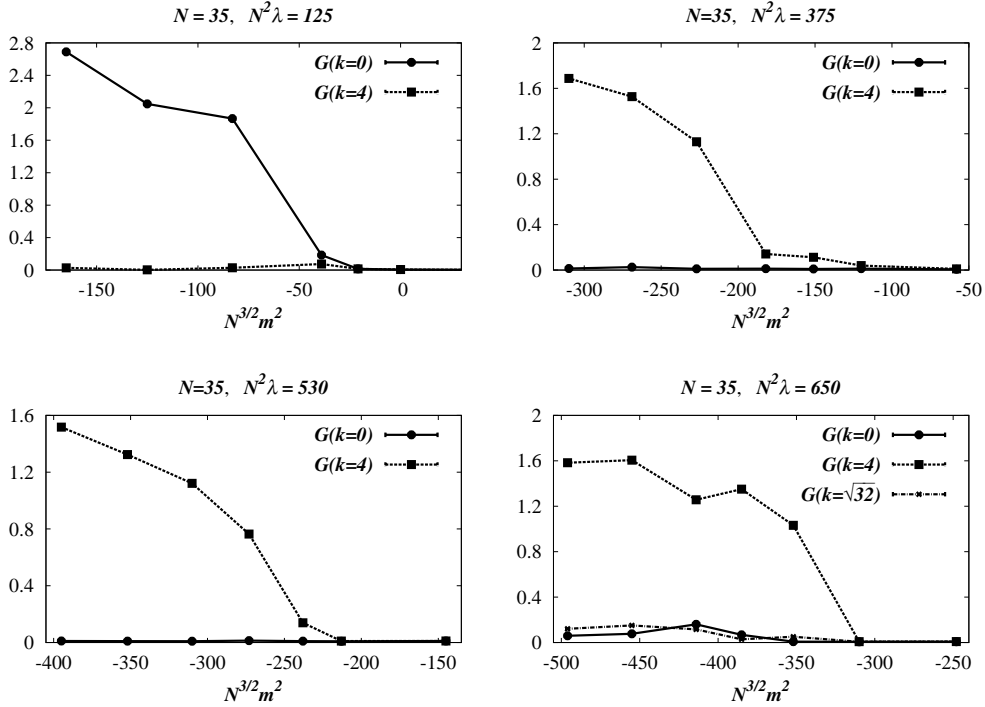 N = 35, N²λ = 125
2.8
2.4
2
1.6
1.2
0.8
0.4
0
G(k=0)
G(k=4)
-150 -100 -50 0
N^{3/2}m²
N=35, N²λ = 375
2
1.6
1.2
0.8
0.4
0
G(k=0)
G(k=4)
-300 -250 -200 -150 -100 -50
N^{3/2}m²
N=35, N²λ = 530
1.6
1.2
0.8
0.4
0
G(k=0)
G(k=4)
-400 -350 -300 -250 -200 -150
N^{3/2}m²
N = 35, N²λ = 650
2
1.6
1.2
0.8
0.4
0
G(k=0)
G(k=4)
G(k=√32)
-500 -450 -400 -350 -300 -250
N^{3/2}m²